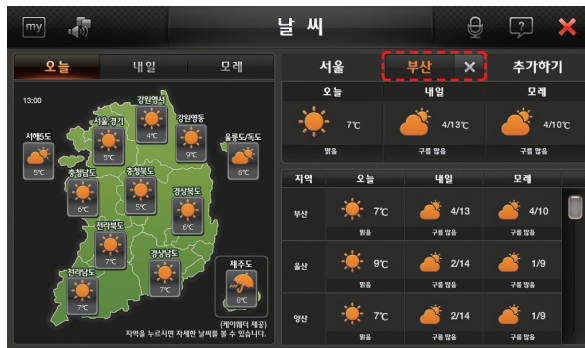 my
날 씨
?
오늘 내일 모레
13:00
강원영서
4℃
서울,경기
5℃
강원영동
9℃
서해5도
5℃
울릉도/독도
6℃
충청남도
6℃
충청북도
5℃
경상북도
6℃
전라북도
7℃
경상남도
7℃
전라남도
7℃
제주도
8℃
(케이웨더 제공)
지역을 누르시면 자세한 날씨를 볼 수 있습니다.
서울 부산 추가하기
오늘 내일 모레
7℃ 4/13℃ 4/10℃
맑음 구름 많음 구름 많음
지역 오늘 내일 모레
부산 7℃ 4/13 4/10
맑음 구름 많음 구름 많음
울산 9℃ 2/14 1/9
맑음 구름 많음 구름 많음
양산 7℃ 2/14 1/9
맑음 구름 많음 구름 많음